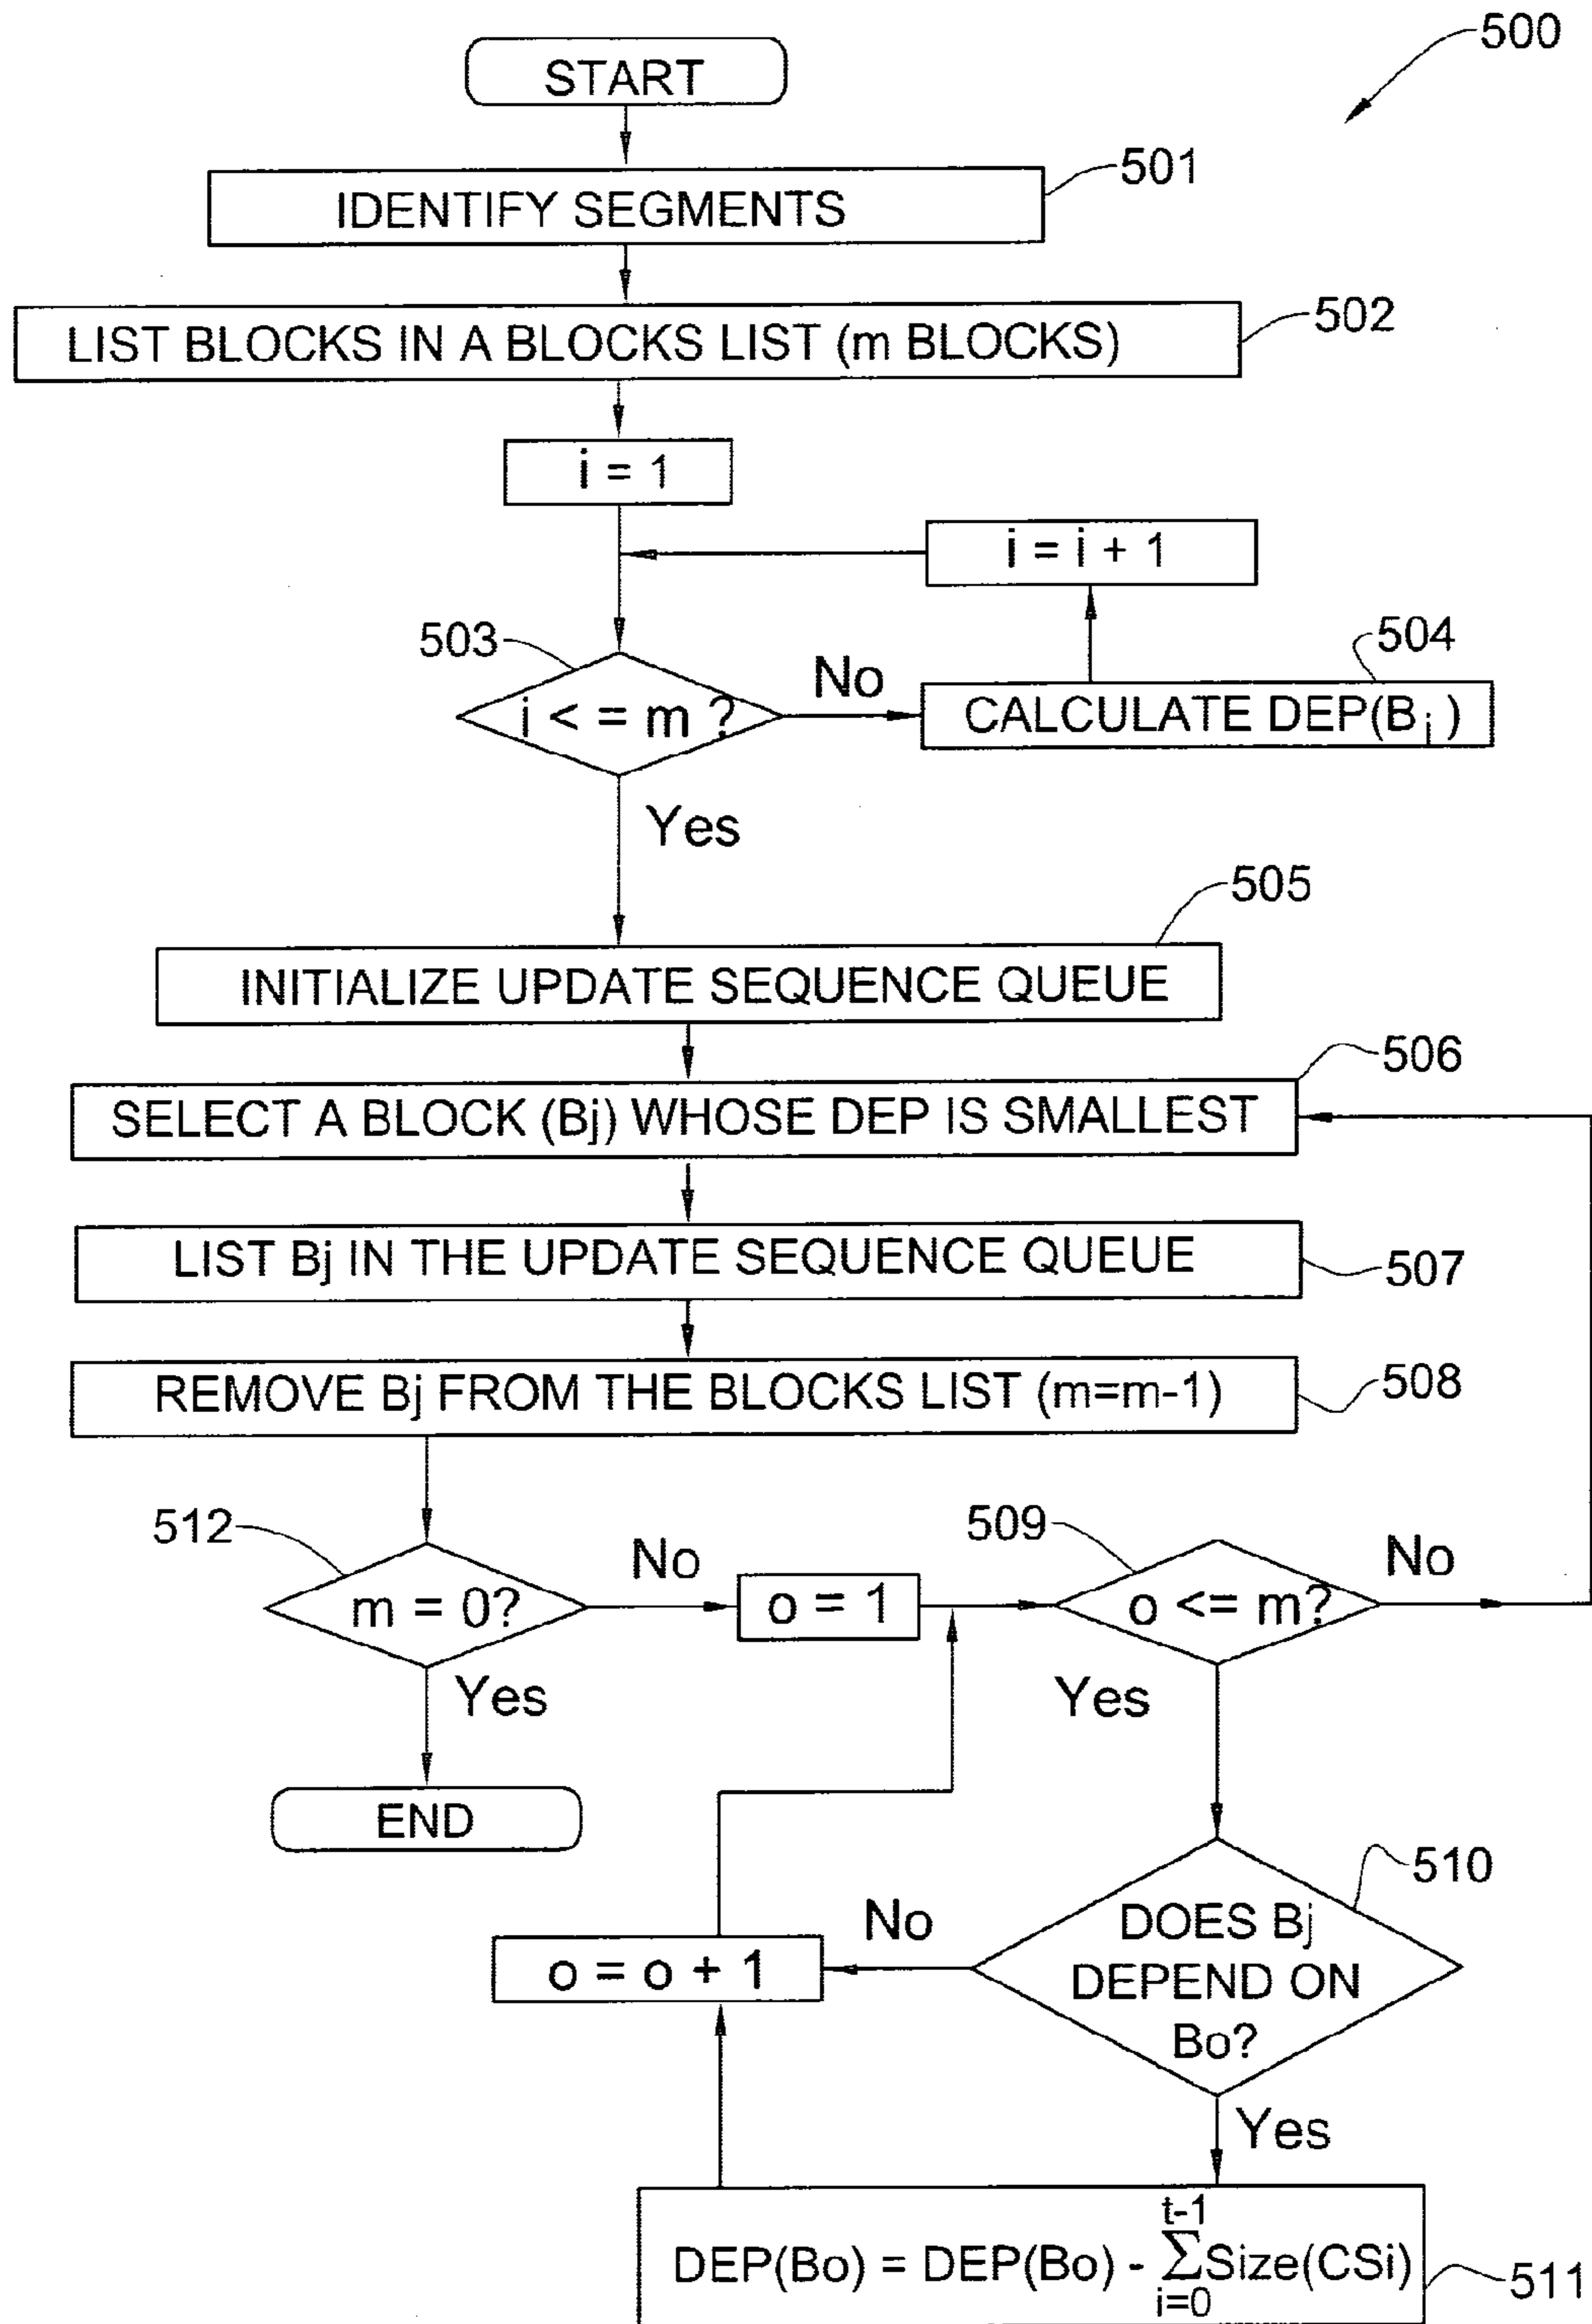 500
START
501
IDENTIFY SEGMENTS
502
LIST BLOCKS IN A BLOCKS LIST (m BLOCKS)
i = 1
i = i + 1
503
i < = m ?
No
504
CALCULATE DEP(Bi)
Yes
505
INITIALIZE UPDATE SEQUENCE QUEUE
506
SELECT A BLOCK (Bj) WHOSE DEP IS SMALLEST
LIST Bj IN THE UPDATE SEQUENCE QUEUE
507
REMOVE Bj FROM THE BLOCKS LIST (m=m-1)
508
512
m = 0?
No
o = 1
509
o <= m?
No
Yes
END
Yes
510
DOES Bj
DEPEND ON
Bo?
No
o = o + 1
Yes
t-1
DEP(Bo) = DEP(Bo) - ΣSize(CSi)
i=0
511